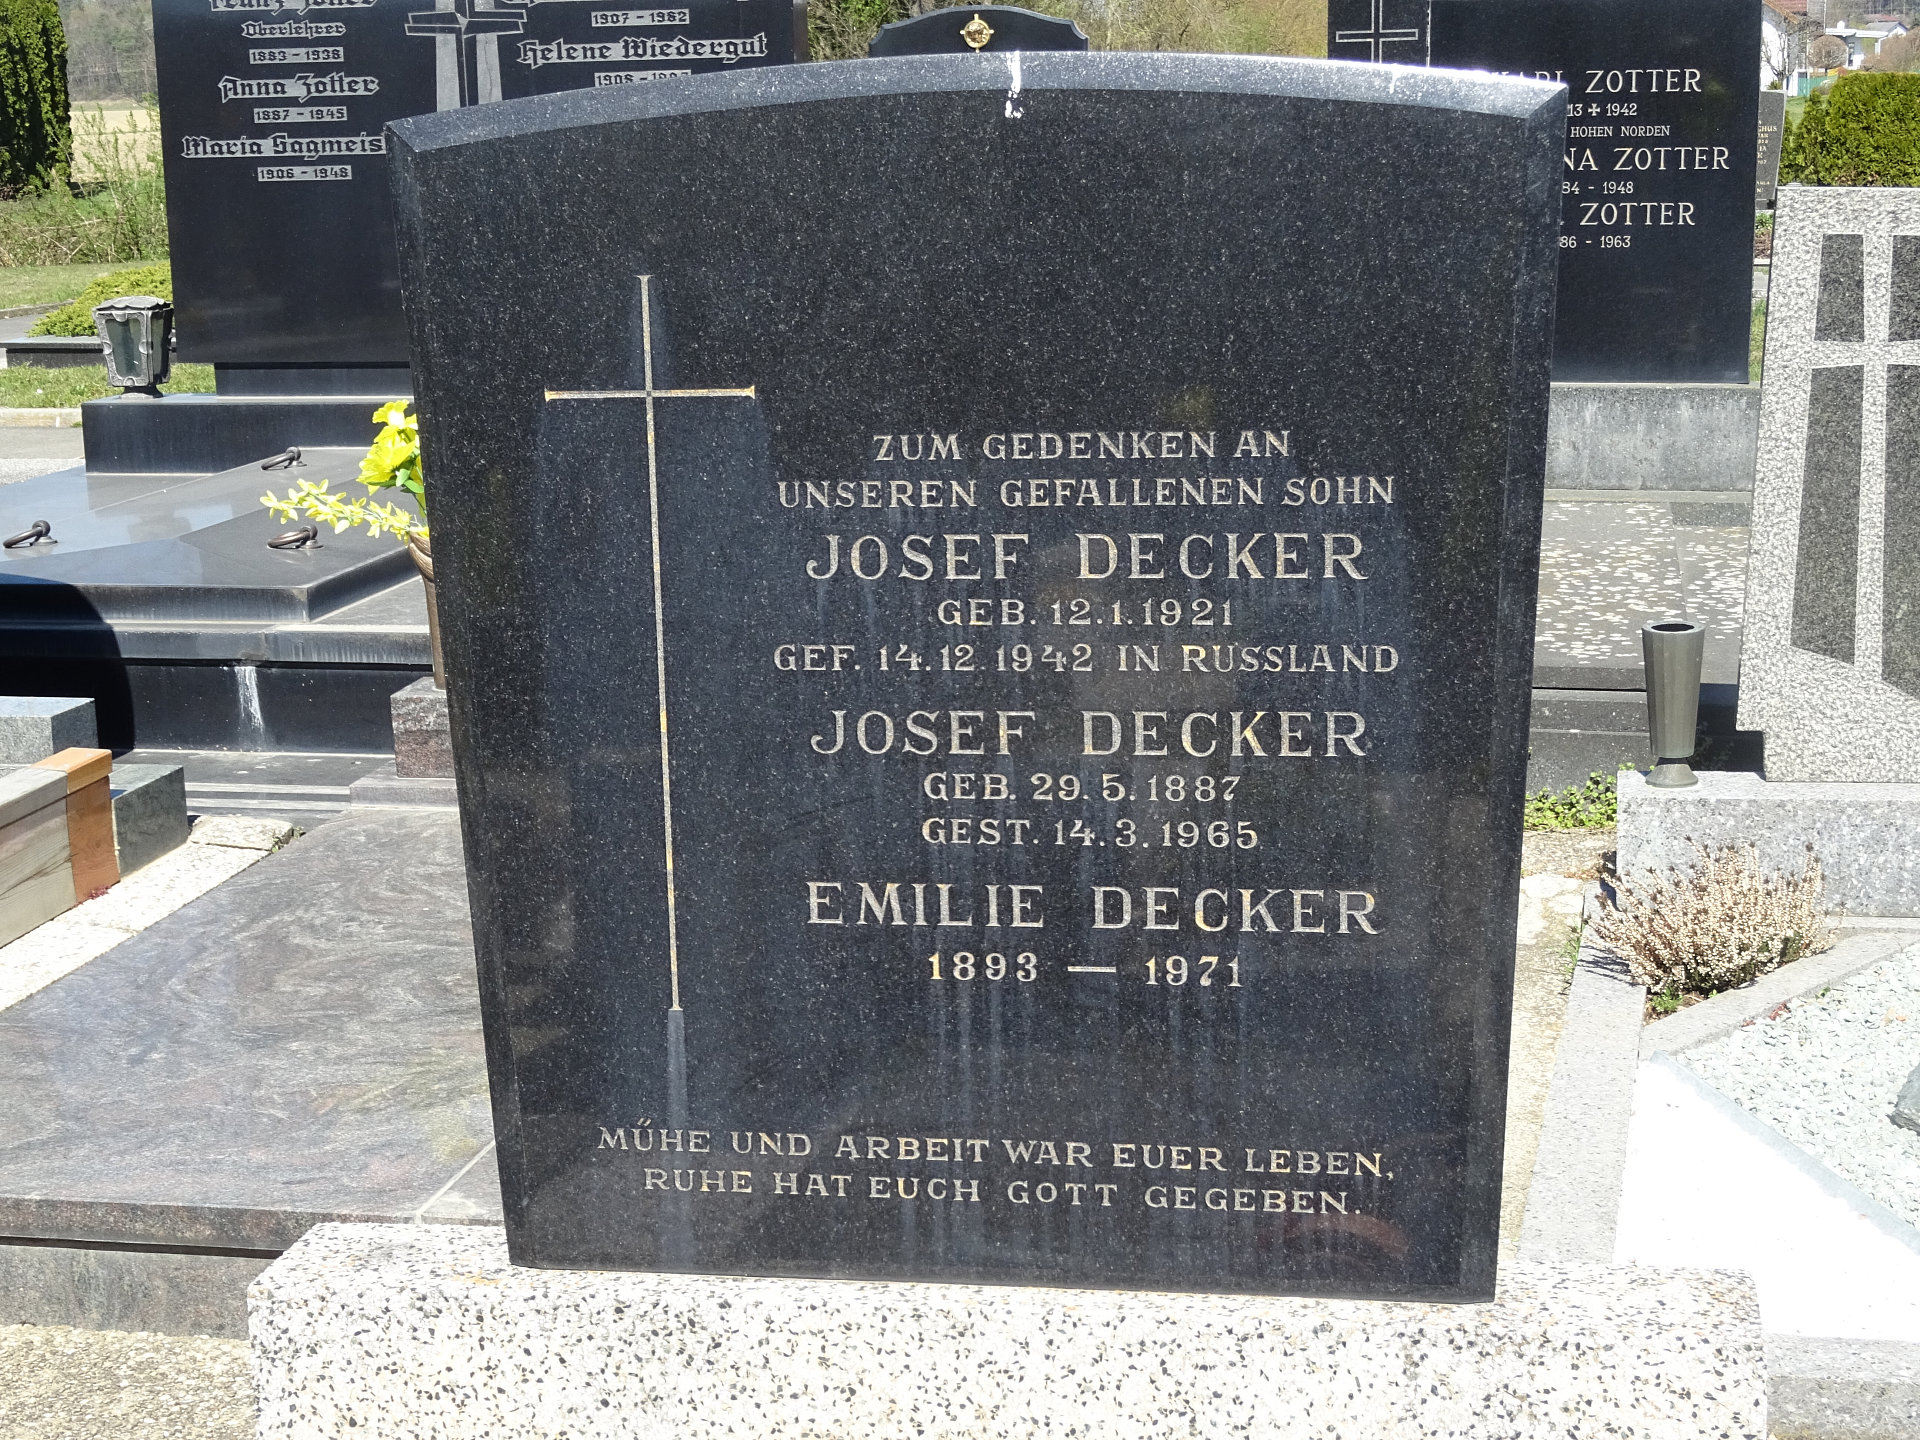 Oberlehrer
1883 - 1938
Anna Zotter
1887 - 1945
Maria
1906 - 1948
1907 - 1982
Helene Wiedergut
ZOTTER
1942
HOHEN NORDEN
ZOTTER
- 1948
ZOTTER
- 1963
ZUM GEDENKEN AN
UNSEREN GEFALLENEN SOHN
JOSEF DECKER
GEB. 12.1.1921
GEF. 14.12.1942 IN RUSSLAND
JOSEF DECKER
GEB. 29.5.1887
GEST. 14.3.1965
EMILIE DECKER
1893 — 1971
MÜHE UND ARBEIT WAR EUER LEBEN,
RUHE HAT EUCH GOTT GEGEBEN.